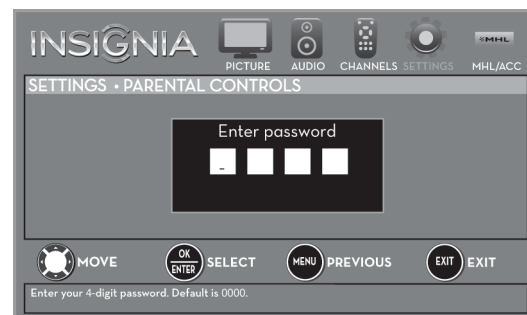 INSIGNIA
PICTURE AUDIO CHANNELS SETTINGS MHL MHL/ACC
SETTINGS • PARENTAL CONTROLS
Enter password
-
MOVE OK ENTER SELECT MENU PREVIOUS EXIT EXIT
Enter your 4-digit password. Default is 0000.